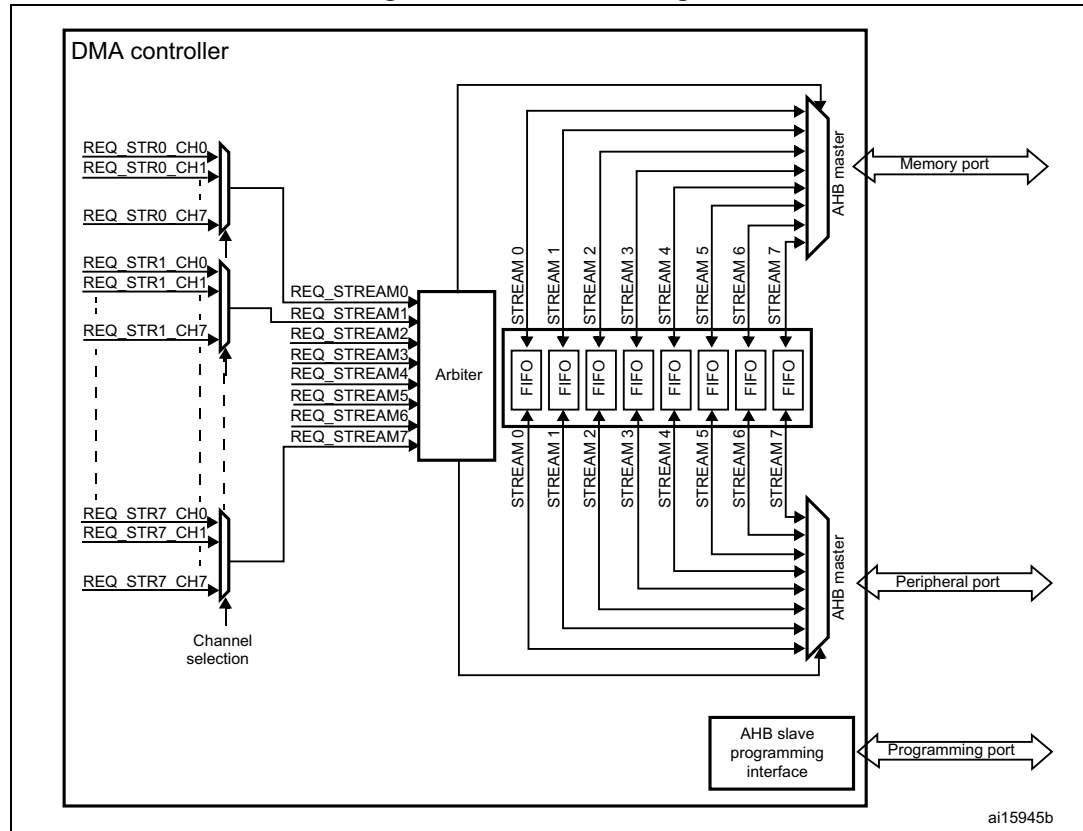 DMA controller
REQ_STR0_CH0
REQ_STR0_CH1
REQ_STR0_CH7
REQ_STR1_CH0
REQ_STR1_CH1
REQ_STR1_CH7
REQ_STR7_CH0
REQ_STR7_CH1
REQ_STR7_CH7
Channel
selection
REQ_STREAM0
REQ_STREAM1
REQ_STREAM2
REQ_STREAM3
REQ_STREAM4
REQ_STREAM5
REQ_STREAM6
REQ_STREAM7
Arbiter
STREAM 0
STREAM 1
STREAM 2
STREAM 3
STREAM 4
STREAM 5
STREAM 6
STREAM 7
FIFO
FIFO
FIFO
FIFO
FIFO
FIFO
FIFO
FIFO
STREAM 0
STREAM 1
STREAM 2
STREAM 3
STREAM 4
STREAM 5
STREAM 6
STREAM 7
AHB master
Memory port
AHB master
Peripheral port
AHB slave
programming
interface
Programming port
ai15945b